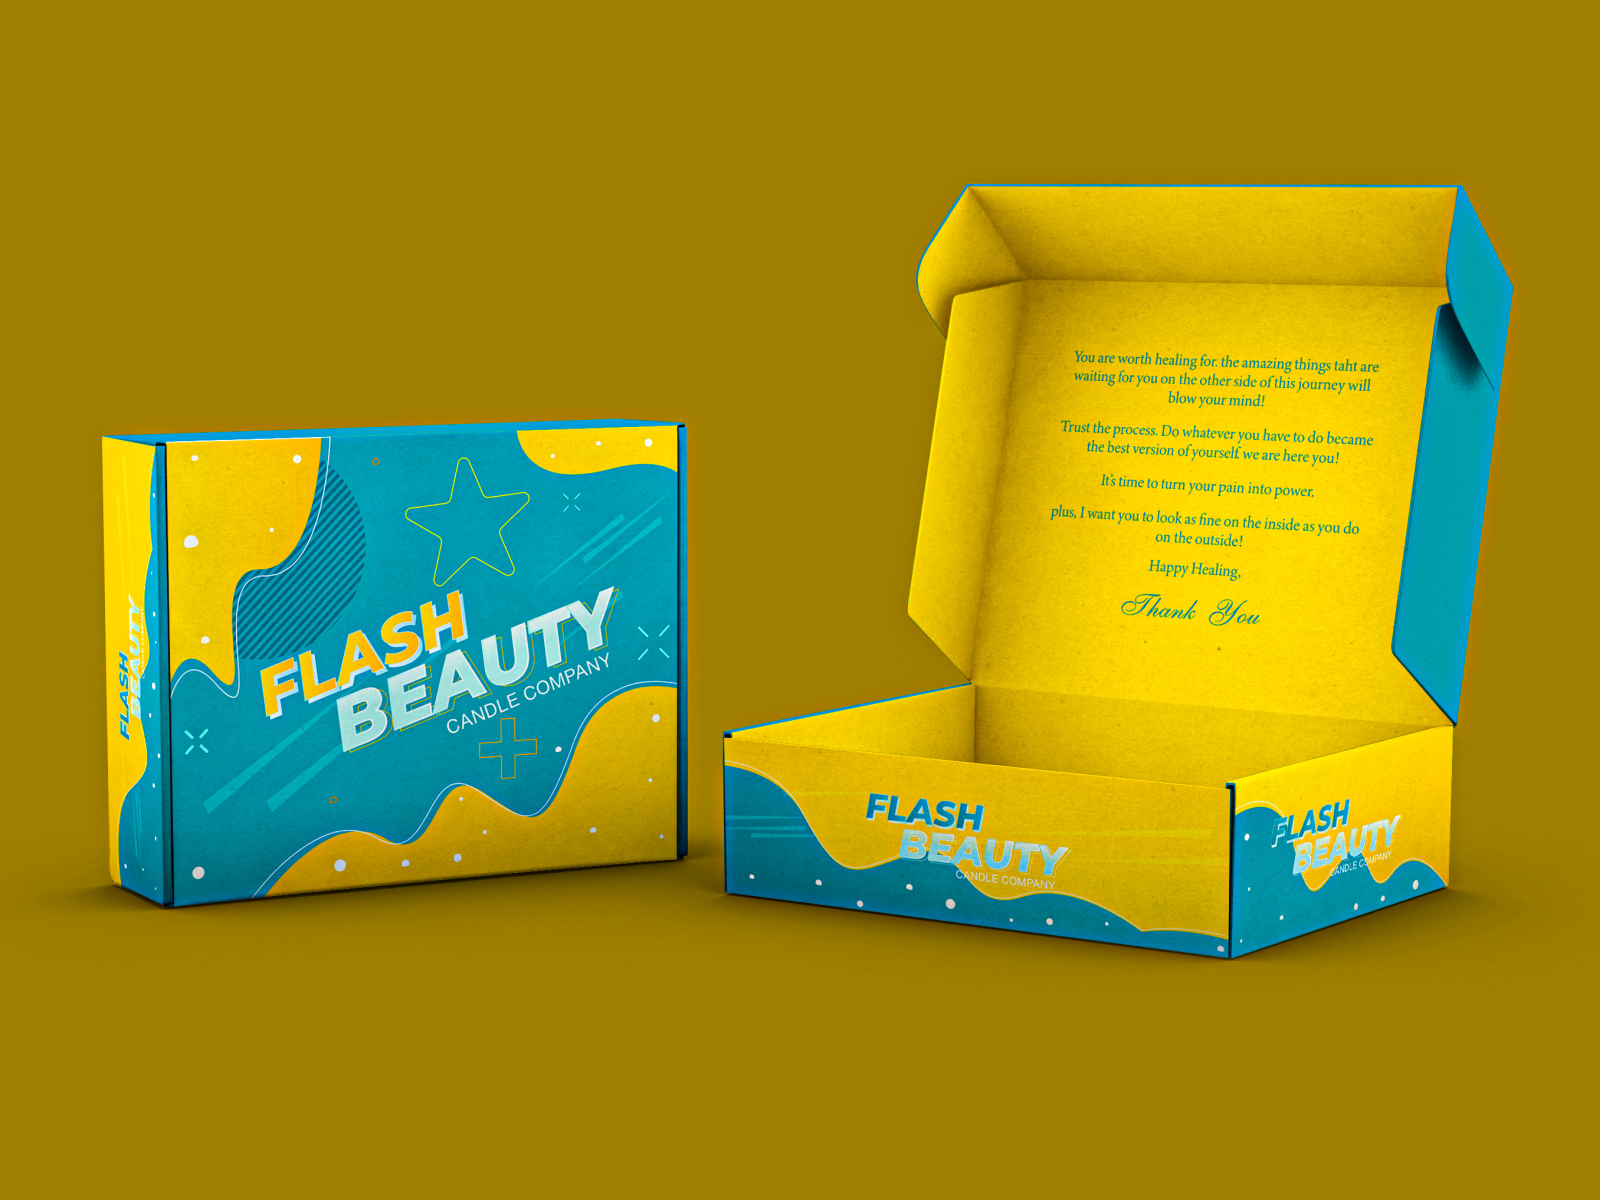 FLASH
BEAUTY
CANDLE COMPANY
FLASH
BEAUTY
You are worth healing for. the amazing things taht are
waiting for you on the other side of this journey will
blow your mind!
Trust the process. Do whatever you have to do became
the best version of yourself we are here you!
It's time to turn your pain into power.
plus, I want you to look as fine on the inside as you do
on the outside!
Happy Healing,
Thank You
FLASH
BEAUTY
CANDLE COMPANY
FLASH
BEAUTY
CANDLE COMPANY